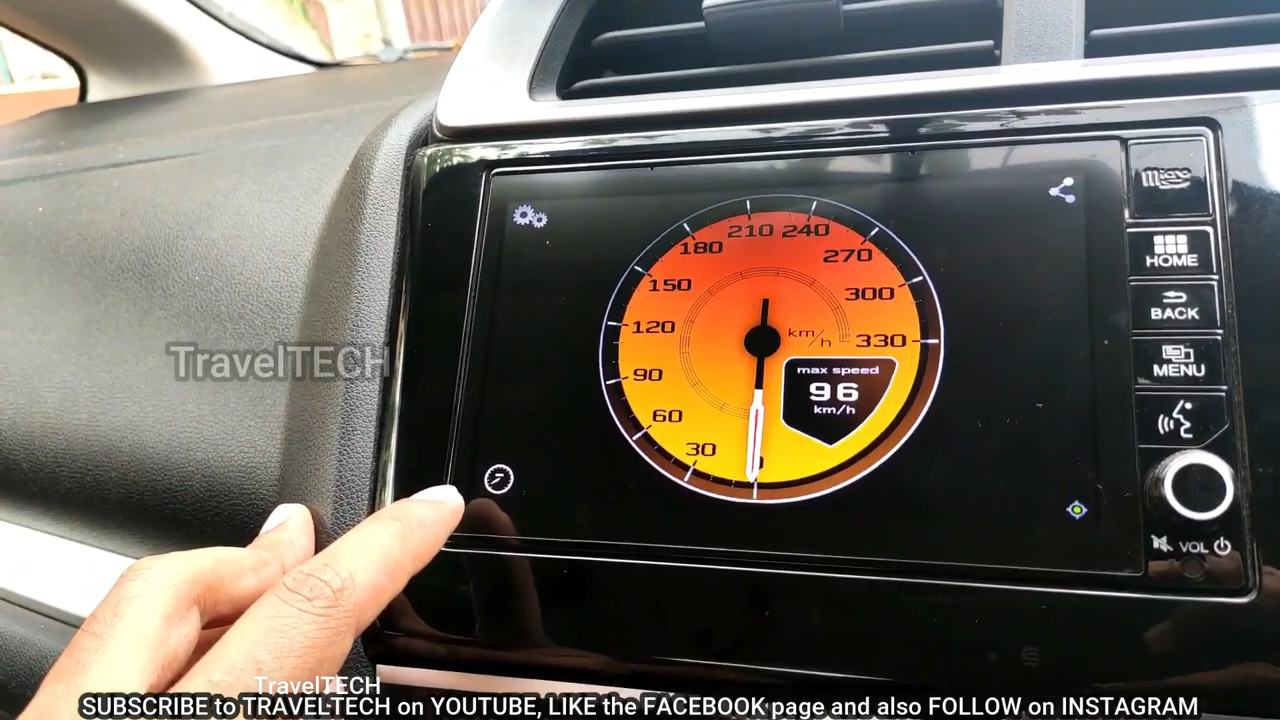 210 240
180
270
150
300
120
km/h
330
90
max speed
96
km/h
60
30
micro
HOME
BACK
MENU
VOL
TravelTECH
TravelTECH
SUBSCRIBE to TRAVELTECH on YOUTUBE, LIKE the FACEBOOK page and also FOLLOW on INSTAGRAM